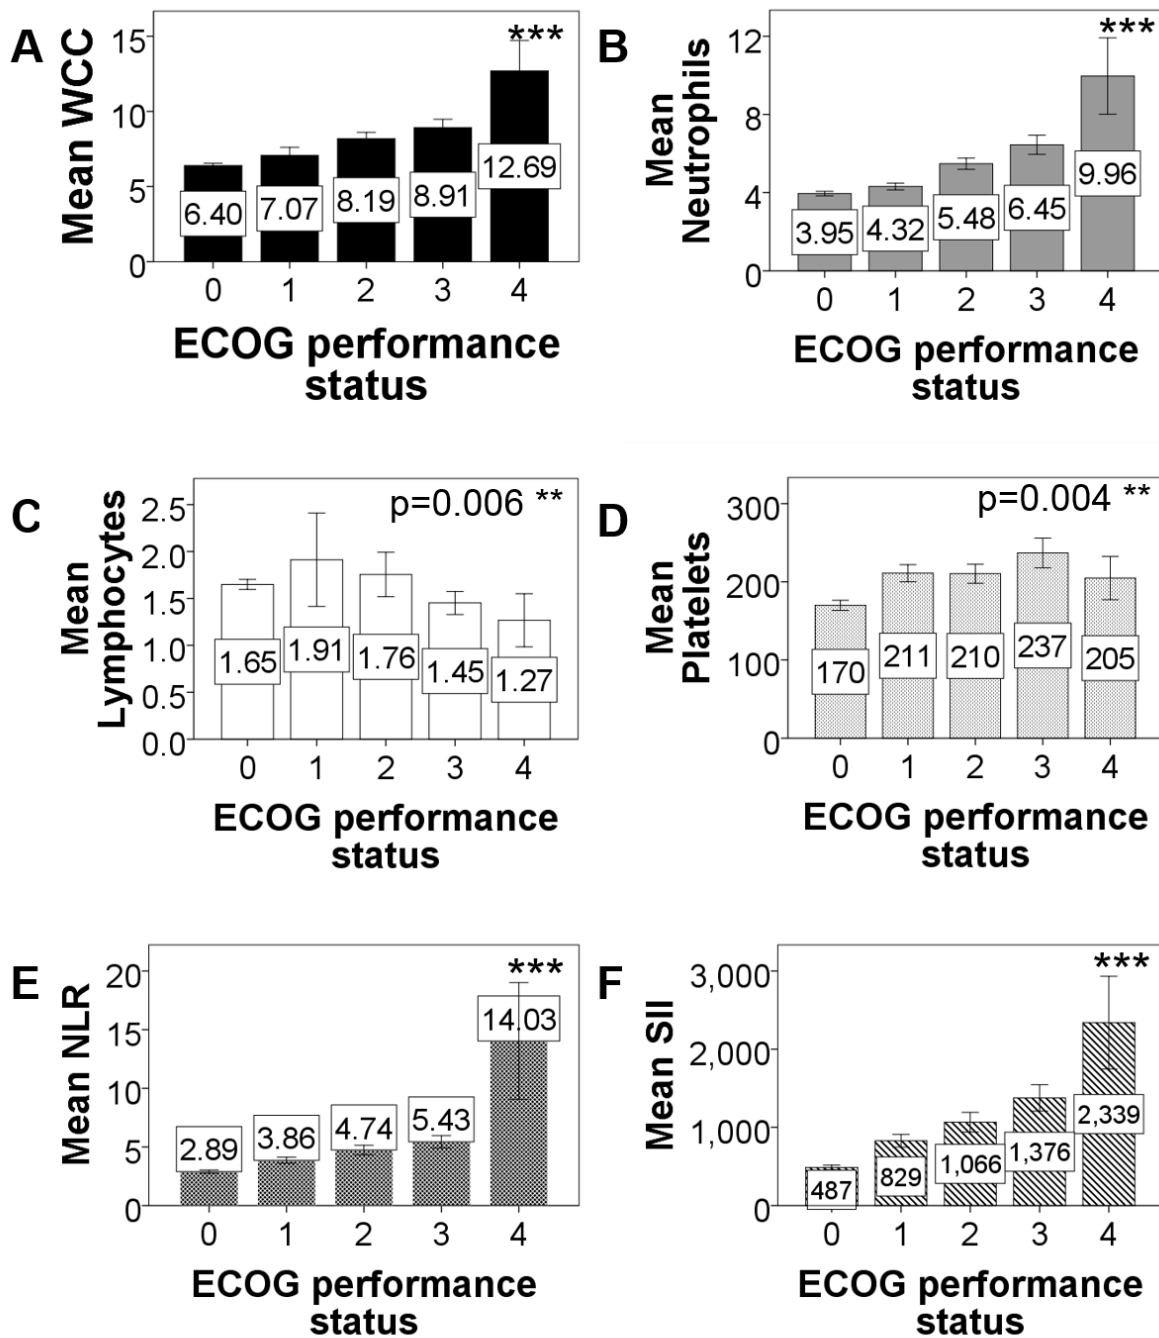 A
Mean WCC
15
10
5
0
***
6.40
7.07
8.19
8.91
12.69
0 1 2 3 4
ECOG performance
status
B
Mean
Neutrophils
12
8
4
0
***
3.95
4.32
5.48
6.45
9.96
0 1 2 3 4
ECOG performance
status
C
Mean
Lymphocytes
2.5
2.0
1.5
1.0
0.5
0.0
p=0.006 **
1.65
1.91
1.76
1.45
1.27
0 1 2 3 4
ECOG performance
status
D
Mean
Platelets
300
200
100
0
p=0.004 **
170
211
210
237
205
0 1 2 3 4
ECOG performance
status
E
Mean NLR
20
15
10
5
0
***
2.89
3.86
4.74
5.43
14.03
0 1 2 3 4
ECOG performance
status
F
Mean SII
3,000
2,000
1,000
0
***
487
829
1,066
1,376
2,339
0 1 2 3 4
ECOG performance
status